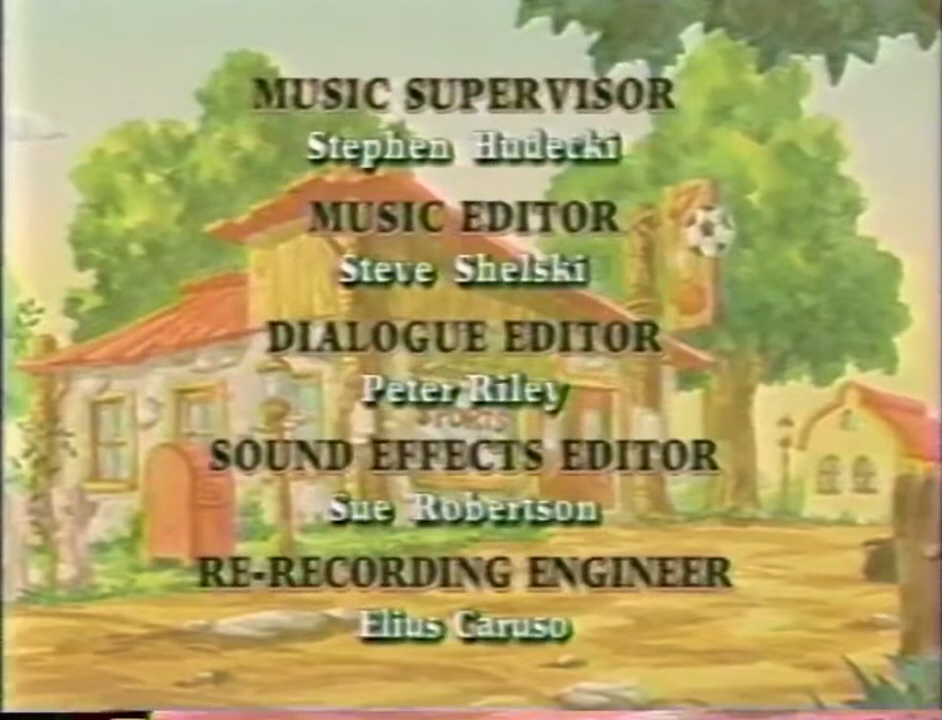 MUSIC SUPERVISOR
Stephen Hudecki
MUSIC EDITOR
Steve Shelski
DIALOGUE EDITOR
Peter Riley
SPORTS
SOUND EFFECTS EDITOR
Sue Robertson
RE-RECORDING ENGINEER
Elius Caruso